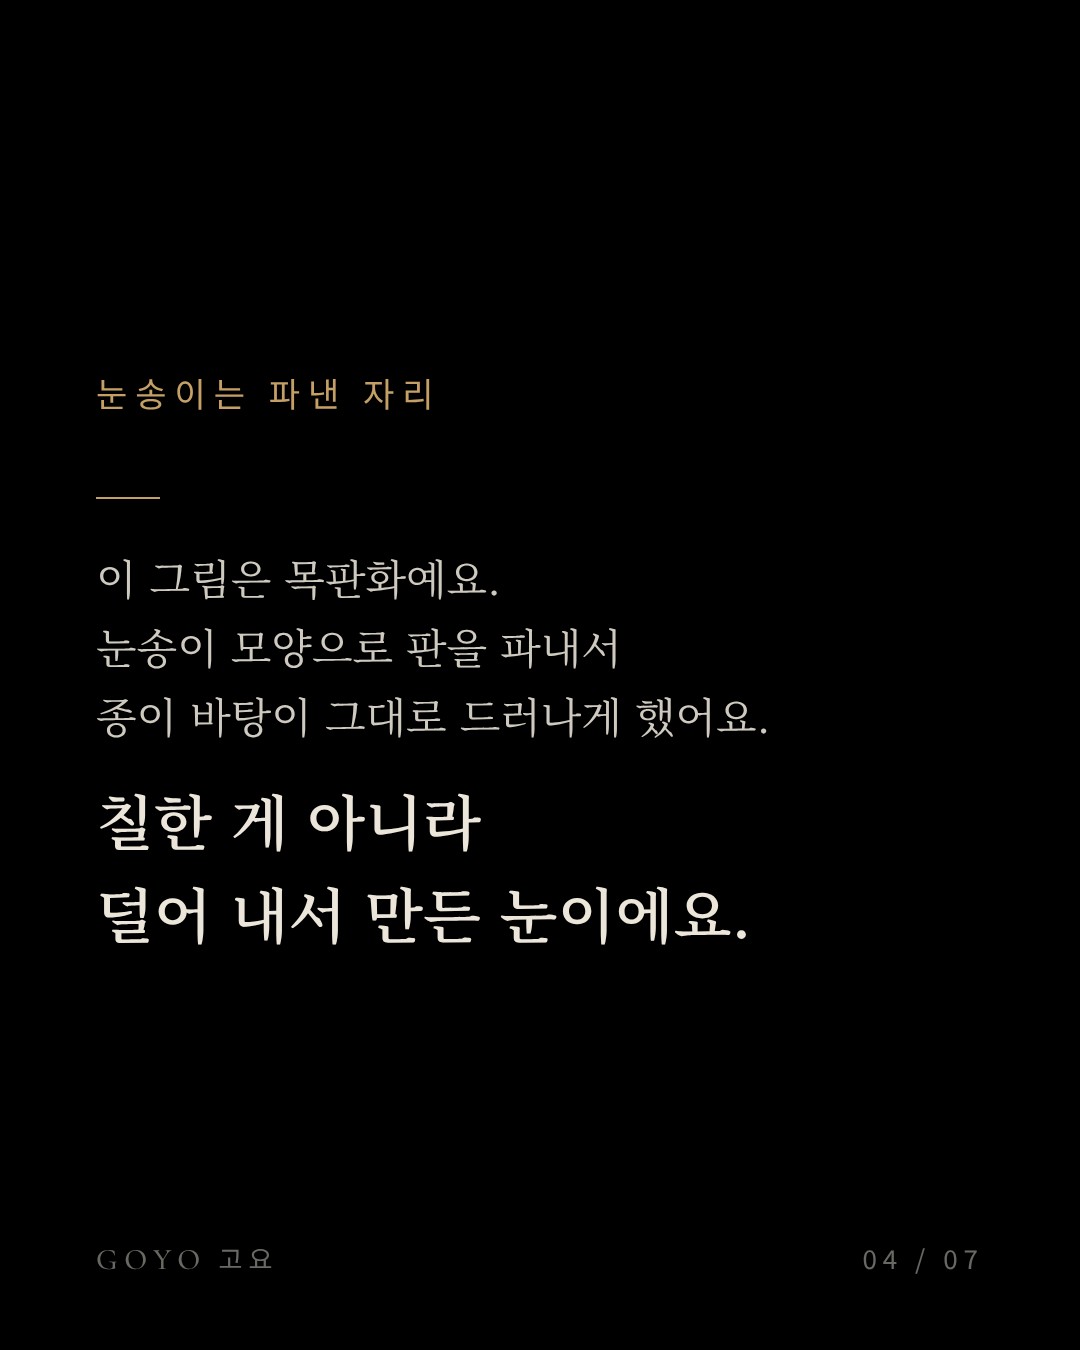 눈송이는 파낸 자리
이 그림은 목판화예요.
눈송이 모양으로 판을 파내서
종이 바탕이 그대로 드러나게 했어요.
칠한 게 아니라
덜어 내서 만든 눈이에요.
GOYO 고요
04 / 07